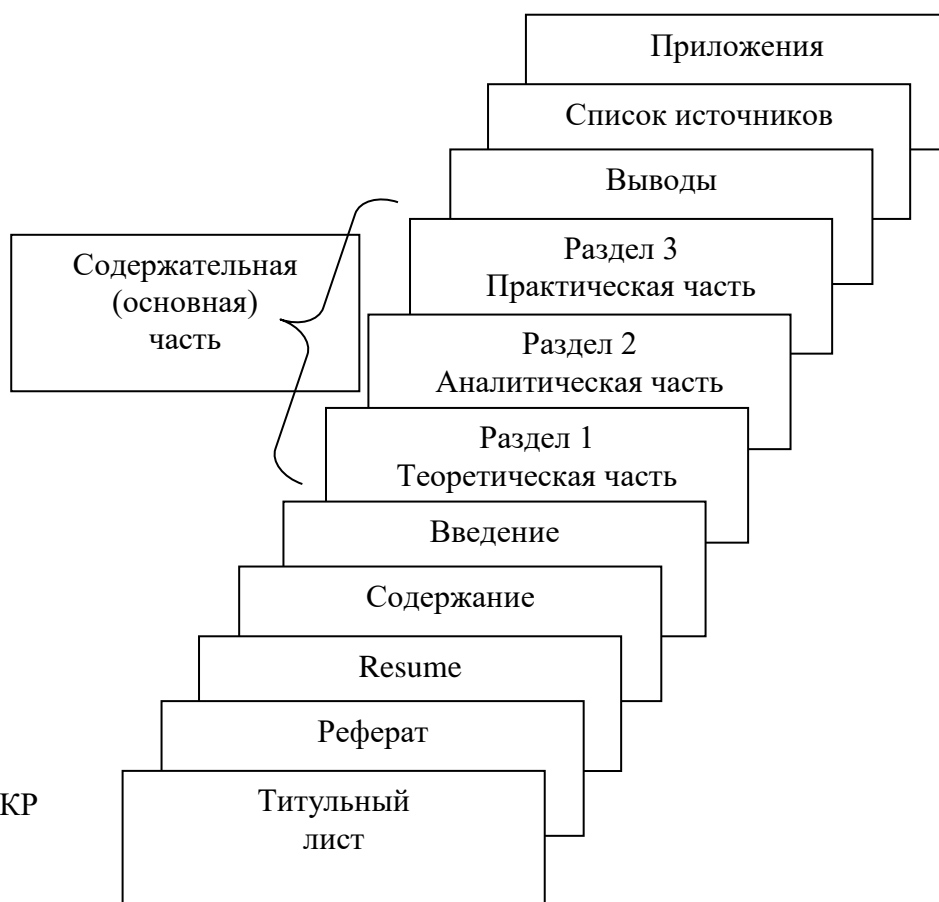 Приложения
Список источников
Выводы
Раздел 3
Практическая часть
Содержательная
(основная)
часть
Раздел 2
Аналитическая часть
Раздел 1
Теоретическая часть
Введение
Содержание
Resume
Реферат
КР
Титульный
лист